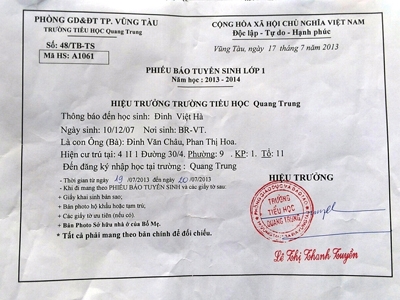 PHÒNG GD&ĐT TP. VŨNG TÀU
TRƯỜNG TIỂU HỌC Quang Trung
Số: 48/TB-TS
Mã HS: A1061
CỘNG HÒA XÃ HỘI CHỦ NGHĨA VIỆT NAM
Độc lập - Tự do - Hạnh phúc
Vũng Tàu, ngày 17 tháng 7 năm 2013
PHIẾU BÁO TUYỂN SINH LỚP 1
Năm học : 2013 - 2014
HIỆU TRƯỞNG TRƯỜNG TIỂU HỌC Quang Trung
Thông báo đến học sinh: Đinh Việt Hà
Ngày sinh: 10/12/07 Nơi sinh: BR-VT.
Là con Ông (Bà): Đinh Văn Châu, Phan Thị Hoa.
Hiện cư trú tại: 4 II 1 Đường 30/4. Phường: 9 . KP: 1. Tổ: 11
Đến đăng ký nhập học tại trường : Quang Trung
- Thời gian từ ngày 19 /07/2013 đến ngày 20/07/2013
- Khi đi mang theo PHIẾU BÁO TUYỂN SINH và các giấy tờ sau:
+ Giấy khai sinh bản sao;
+ Bản photo hộ khẩu hoặc tạm trú;
+ Các giấy tờ ưu tiên (nếu có).
+ Bản Photo Sở hữu nhà ở của Bố Mẹ.
* Tất cả phải mang theo bản chính để đối chiếu.
HIỆU TRƯỞNG
TRƯỜNG
TIỂU HỌC
QUANG TRUNG
Lê Thị Thanh Tuyền